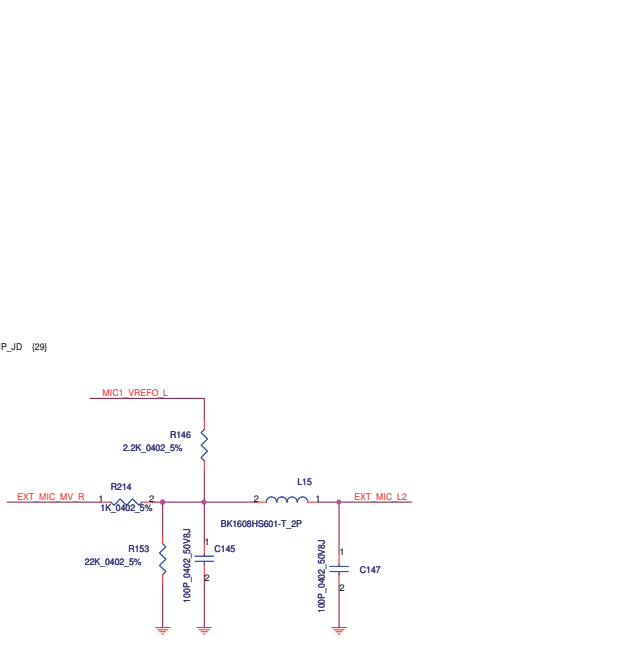 P_JD {29}
MIC1_VREFO_L
R146
2.2K_0402_5%
L15
R214
EXT_MIC_MV_R 1 2 2 1 EXT_MIC_L2
1K_0402_5%
BK1608HS601-T_2P
R153
22K_0402_5%
100P_0402_50V8J
1
C145
2
100P_0402_50V8J
1
C147
2